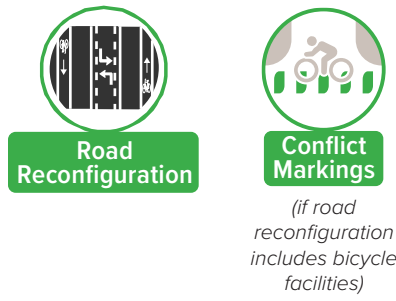 Road
Reconfiguration
Conflict
Markings
(if road
reconfiguration
includes bicycle
facilities)